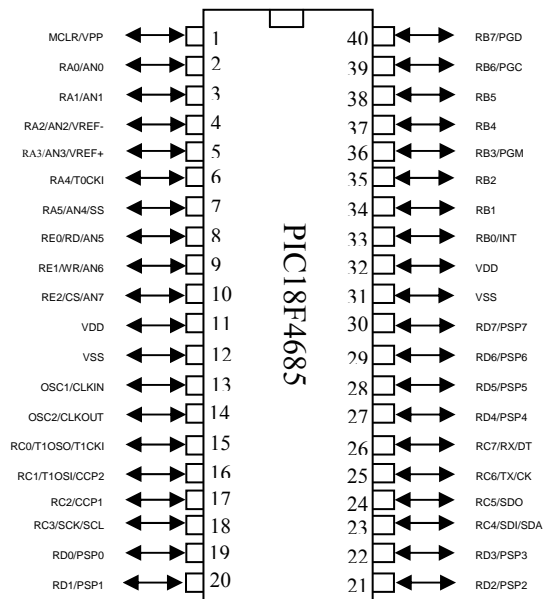 MCLR/VPP 1 40 RB7/PGD
RA0/AN0 2 39 RB6/PGC
RA1/AN1 3 38 RB5
RA2/AN2/VREF- 4 37 RB4
RA3/AN3/VREF+ 5 36 RB3/PGM
RA4/T0CKI 6 35 RB2
RA5/AN4/SS 7 34 RB1
RE0/RD/AN5 8 33 RB0/INT
RE1/WR/AN6 9 32 VDD
RE2/CS/AN7 10 31 VSS
VDD 11 30 RD7/PSP7
VSS 12 29 RD6/PSP6
OSC1/CLKIN 13 28 RD5/PSP5
OSC2/CLKOUT 14 27 RD4/PSP4
RC0/T1OSO/T1CKI 15 26 RC7/RX/DT
RC1/T1OSI/CCP2 16 25 RC6/TX/CK
RC2/CCP1 17 24 RC5/SDO
RC3/SCK/SCL 18 23 RC4/SDI/SDA
RD0/PSP0 19 22 RD3/PSP3
RD1/PSP1 20 21 RD2/PSP2
PIC18F4685